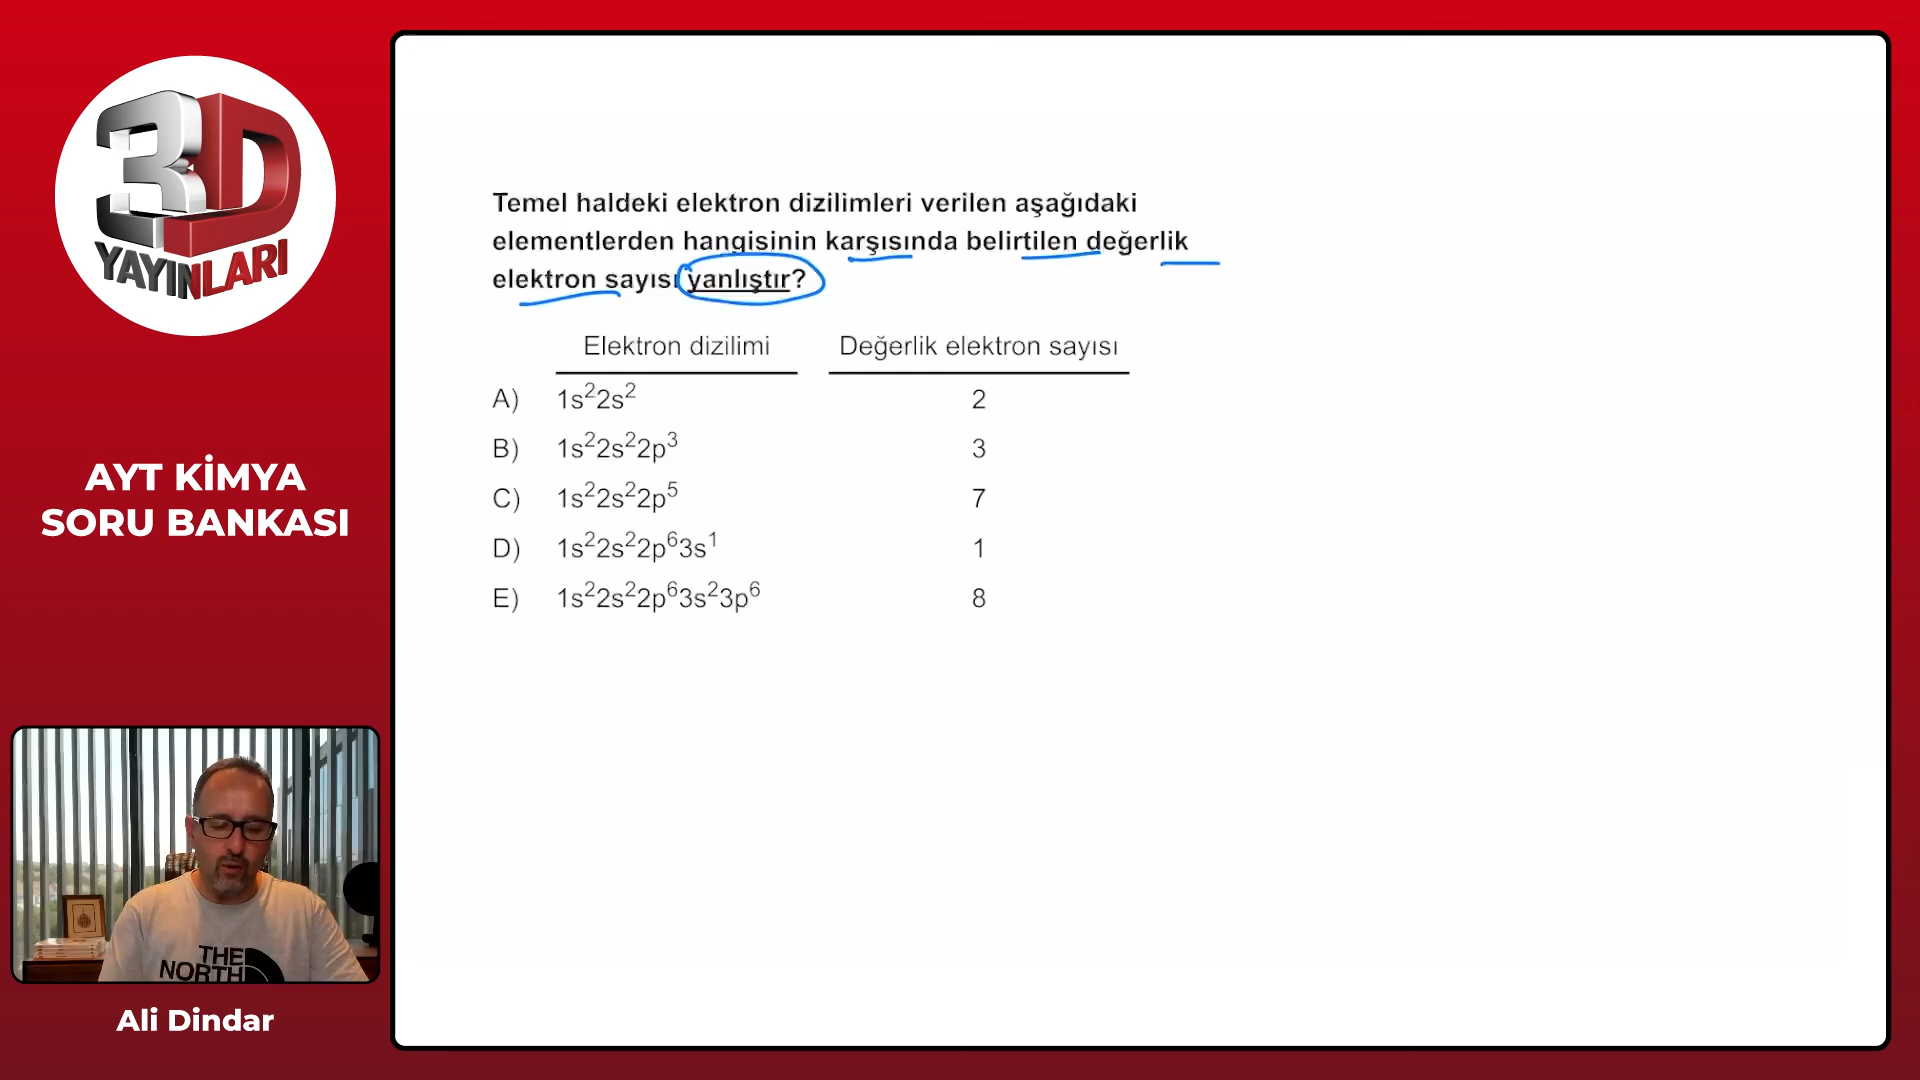 3D
YAYINLARI
AYT KİMYA
SORU BANKASI
Temel haldeki elektron dizilimleri verilen aşağıdaki
elementlerden hangisinin karşısında belirtilen değerlik
elektron sayısı yanlıştır?
Elektron dizilimi Değerlik elektron sayısı
A) 1s²2s² 2
B) 1s²2s²2p³ 3
C) 1s²2s²2p⁵ 7
D) 1s²2s²2p⁶3s¹ 1
E) 1s²2s²2p⁶3s²3p⁶ 8
THE
NORTH
Ali Dindar